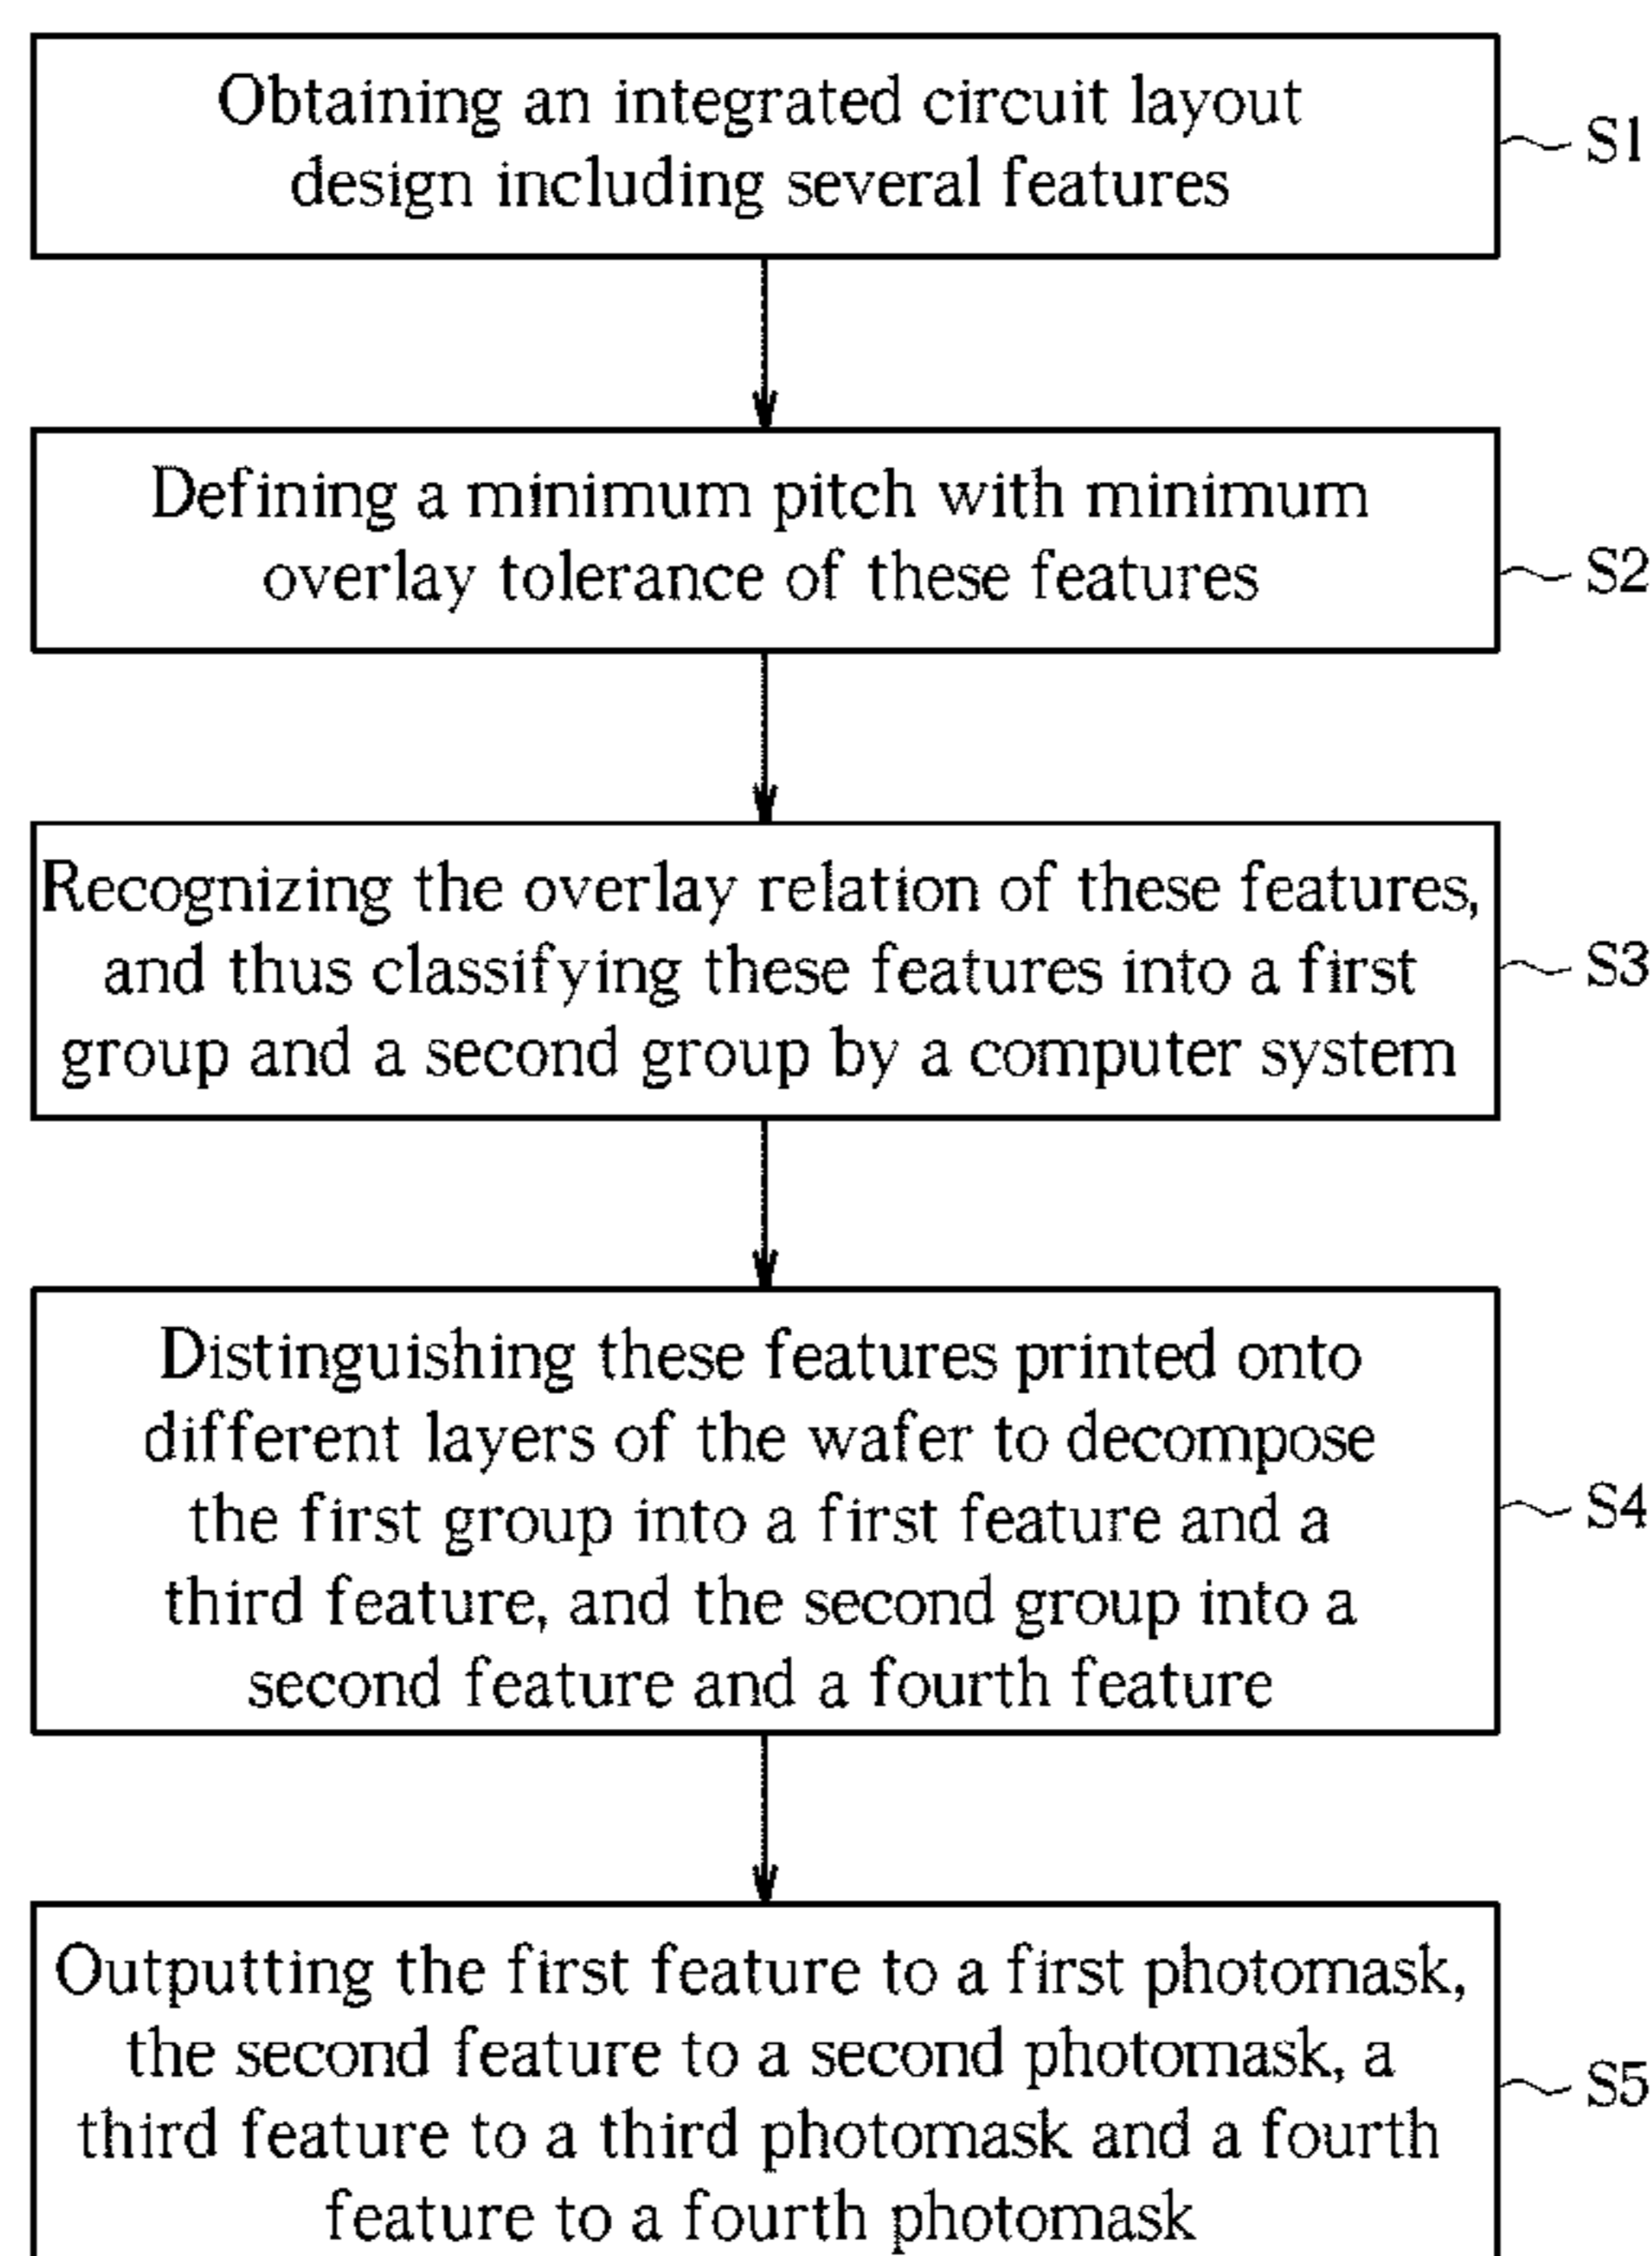 Obtaining an integrated circuit layout
design including several features
S1
Defining a minimum pitch with minimum
overlay tolerance of these features
S2
Recognizing the overlay relation of these features,
and thus classifying these features into a first
group and a second group by a computer system
S3
Distinguishing these features printed onto
different layers of the wafer to decompose
the first group into a first feature and a
third feature, and the second group into a
second feature and a fourth feature
S4
Outputting the first feature to a first photomask,
the second feature to a second photomask, a
third feature to a third photomask and a fourth
feature to a fourth photomask
S5